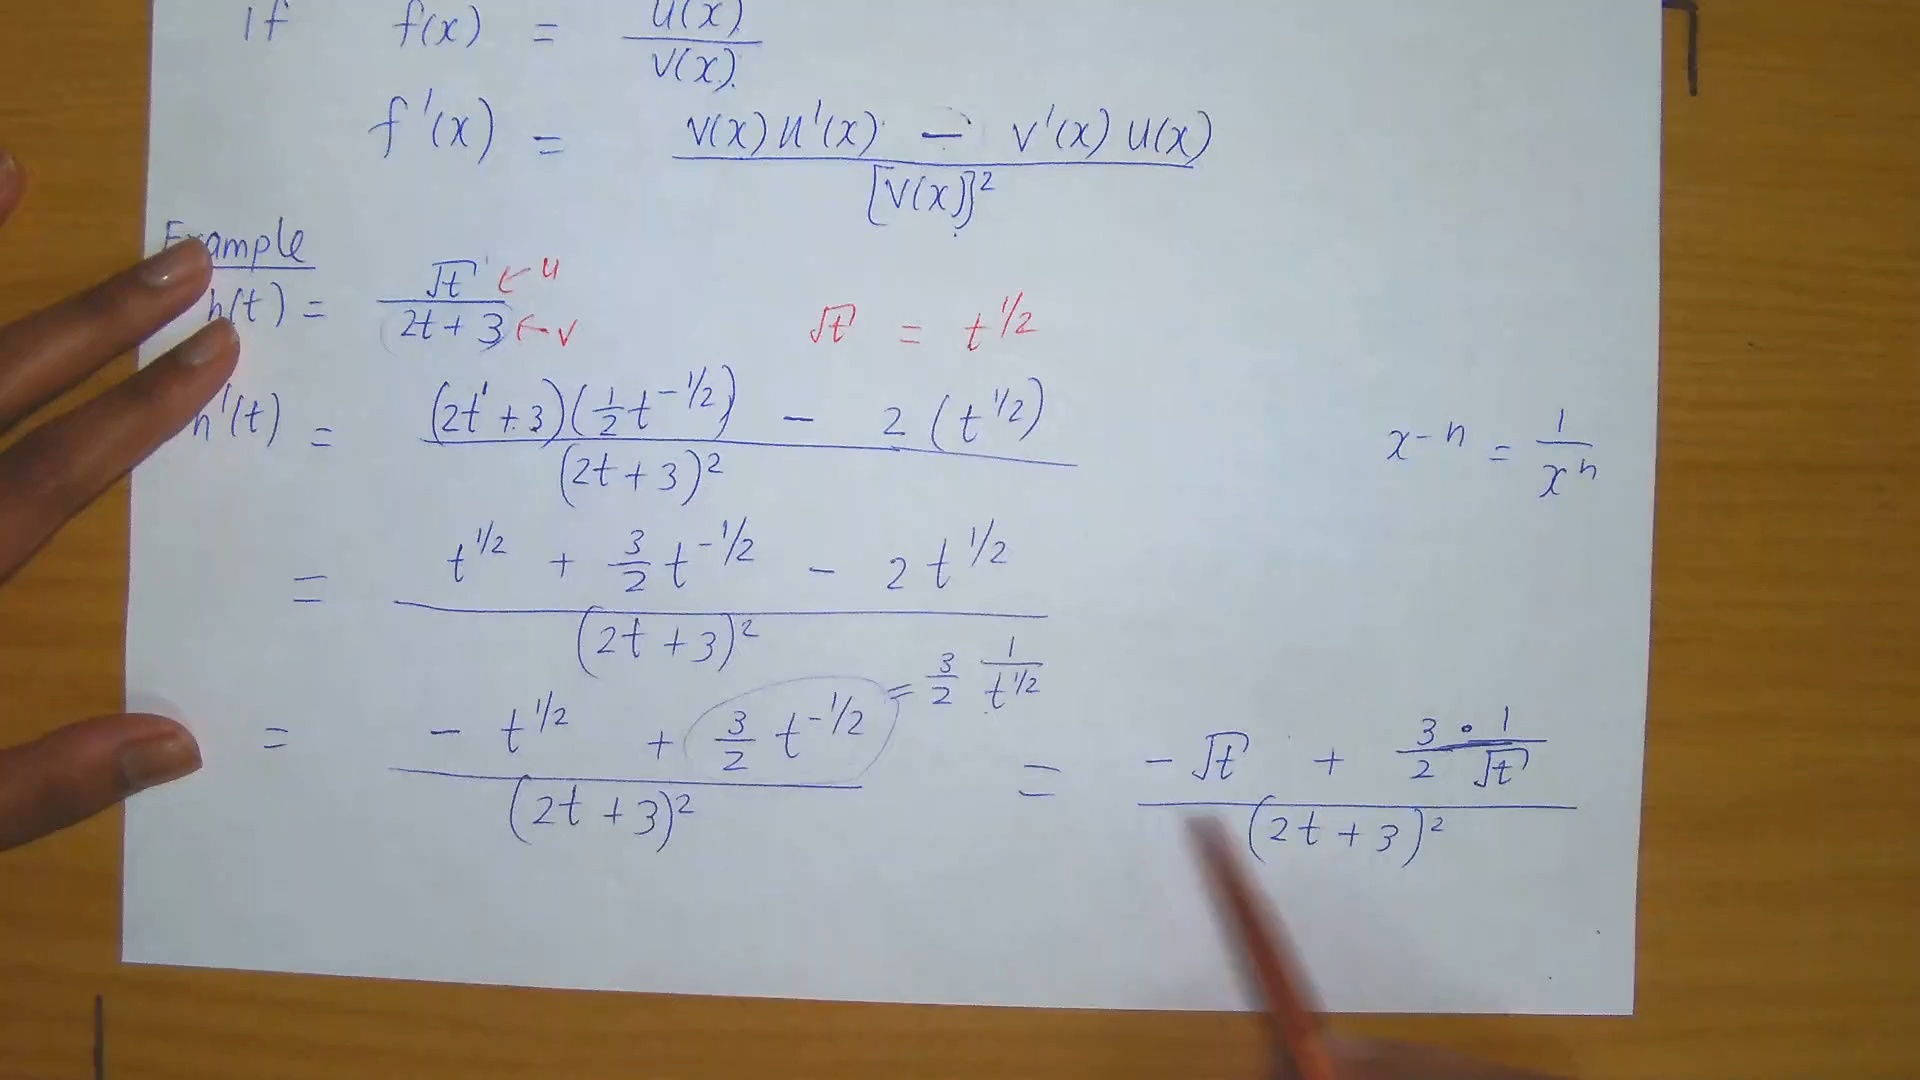 If f(x) = u(x)/v(x)
f'(x) = v(x) u'(x) - v'(x) u(x) / [v(x)]²
Example
h(t) = √t ← u / 2t + 3 ← v
√t = t^1/2
h'(t) = (2t¹ + 3)(1/2 t^-1/2) - 2 (t^1/2) / (2t + 3)²
x^-n = 1/x^n
= t^1/2 + 3/2 t^-1/2 - 2 t^1/2 / (2t + 3)²
= - t^1/2 + 3/2 t^-1/2 / (2t + 3)²
= 3/2 1/t^1/2
= - √t + 3/2 · 1/√t / (2t + 3)²